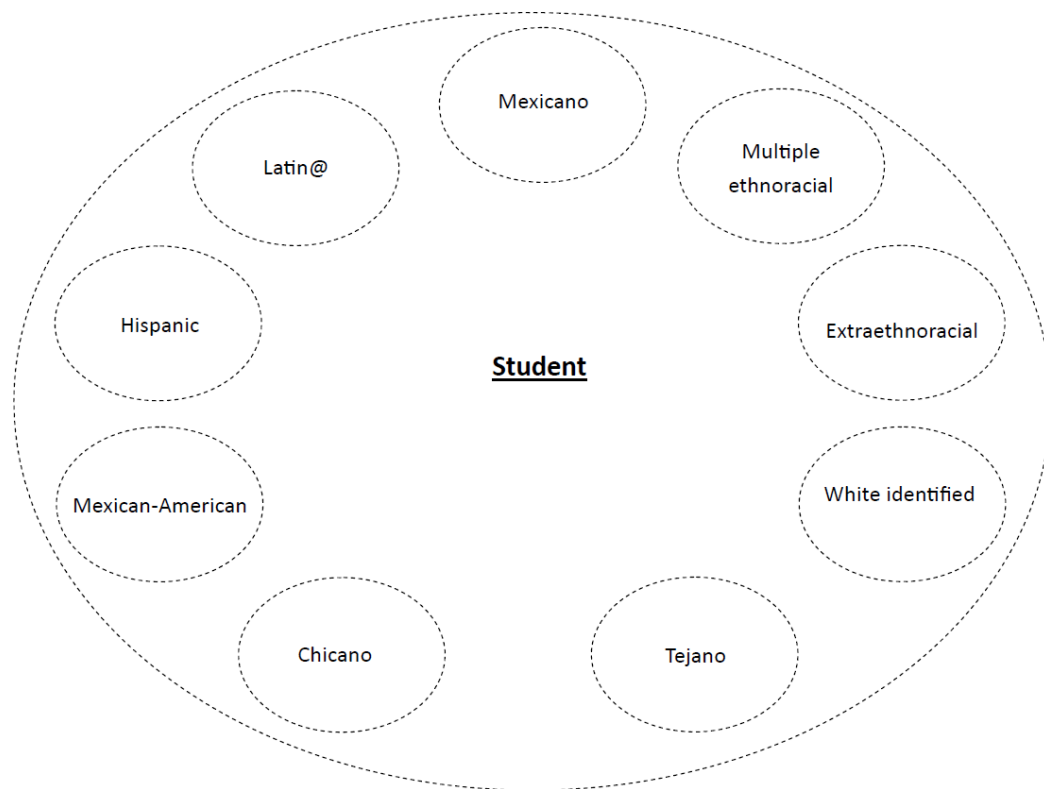 Mexicano
Multiple
ethnoracial
Latin@
Hispanic
Extraethnoracial
Student
Mexican-American
White identified
Chicano
Tejano